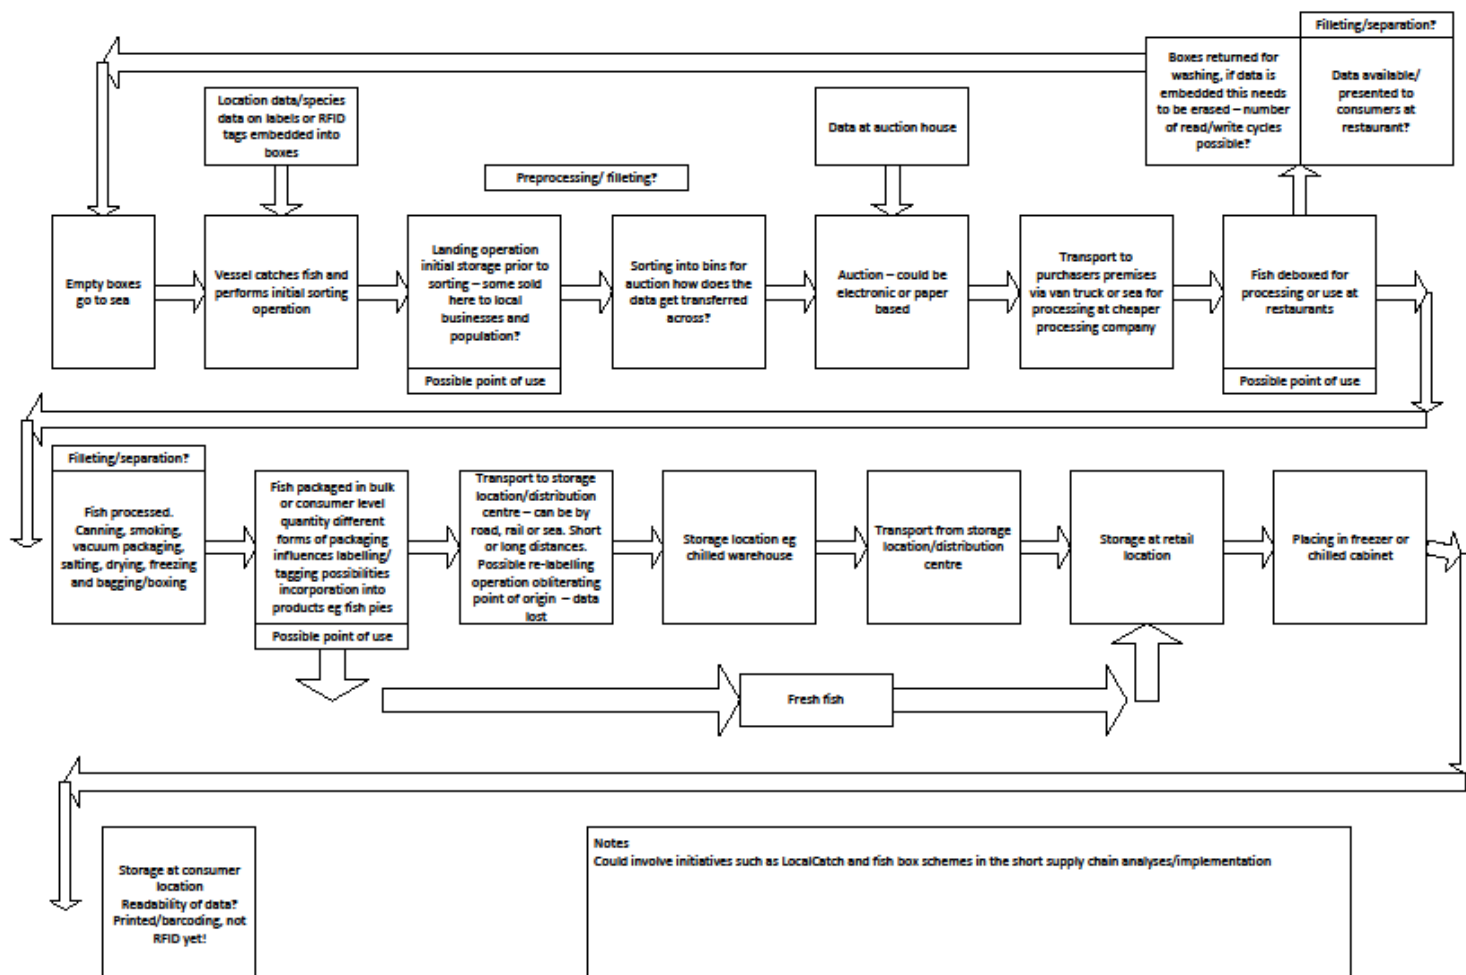 Filleting/separation?
Boxes returned for
washing, if data is
embedded this needs
to be erased – number
of read/write cycles
possible?
Data available/
presented to
consumers at
restaurant?
Location data/species
data on labels or RFID
tags embedded into
boxes
Data at auction house
Preprocessing/ filleting?
Empty boxes
go to sea
Vessel catches fish and
performs initial sorting
operation
Landing operation
initial storage prior to
sorting – some sold
here to local
businesses and
population?
Possible point of use
Sorting into bins for
auction how does the
data get transferred
across?
Auction – could be
electronic or paper
based
Transport to
purchasers premises
via van truck or sea for
processing at cheaper
processing company
Fish deboxed for
processing or use at
restaurants
Possible point of use
Filleting/separation?
Fish processed.
Canning, smoking,
vacuum packaging,
salting, drying, freezing
and bagging/boxing
Fish packaged in bulk
or consumer level
quantity different
forms of packaging
influences labelling/
tagging possibilities
incorporation into
products eg fish pies
Possible point of use
Transport to storage
location/distribution
centre – can be by
road, rail or sea. Short
or long distances.
Possible re-labelling
operation obliterating
point of origin – data
lost
Storage location eg
chilled warehouse
Transport from storage
location/distribution
centre
Storage at retail
location
Placing in freezer or
chilled cabinet
Fresh fish
Storage at consumer
location
Readability of data?
Printed/barcoding, not
RFID yet!
Notes
Could involve initiatives such as LocalCatch and fish box schemes in the short supply chain analyses/implementation